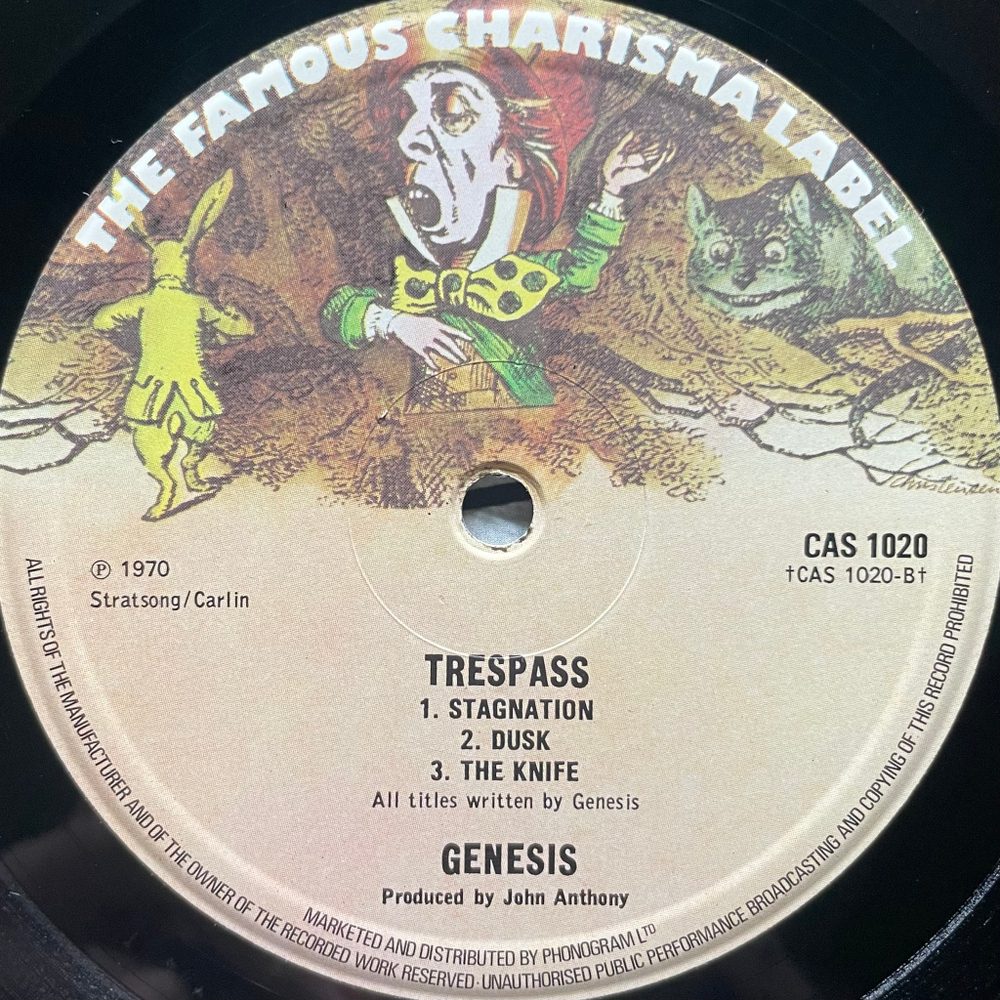 THE FAMOUS CHARISMA LABEL
Christensen
CAS 1020
†CAS 1020-B†
Ⓟ 1970
Stratsong/Carlin
TRESPASS
1. STAGNATION
2. DUSK
3. THE KNIFE
All titles written by Genesis
GENESIS
Produced by John Anthony
MARKETED AND DISTRIBUTED BY PHONOGRAM LTD
ALL RIGHTS OF THE MANUFACTURER AND OF THE OWNER OF THE RECORDED WORK RESERVED · UNAUTHORISED PUBLIC PERFORMANCE BROADCASTING AND COPYING OF THIS RECORD PROHIBITED